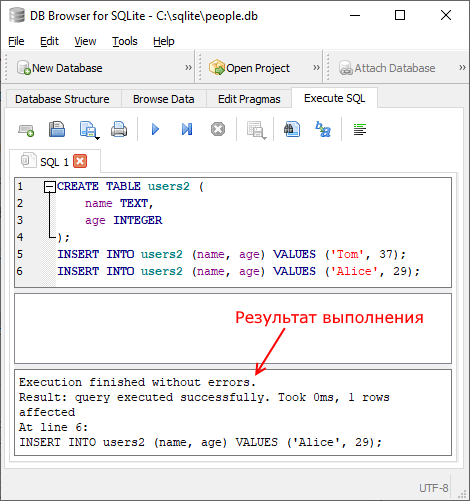 DB Browser for SQLite - C:\sqlite\people.db
File Edit View Tools Help
New Database » Open Project » Attach Database »
Database Structure Browse Data Edit Pragmas Execute SQL
SQL 1
1 CREATE TABLE users2 (
2 name TEXT,
3 age INTEGER
4 );
5 INSERT INTO users2 (name, age) VALUES ('Tom', 37);
6 INSERT INTO users2 (name, age) VALUES ('Alice', 29);
Результат выполнения
Execution finished without errors.
Result: query executed successfully. Took 0ms, 1 rows
affected
At line 6:
INSERT INTO users2 (name, age) VALUES ('Alice', 29);
UTF-8